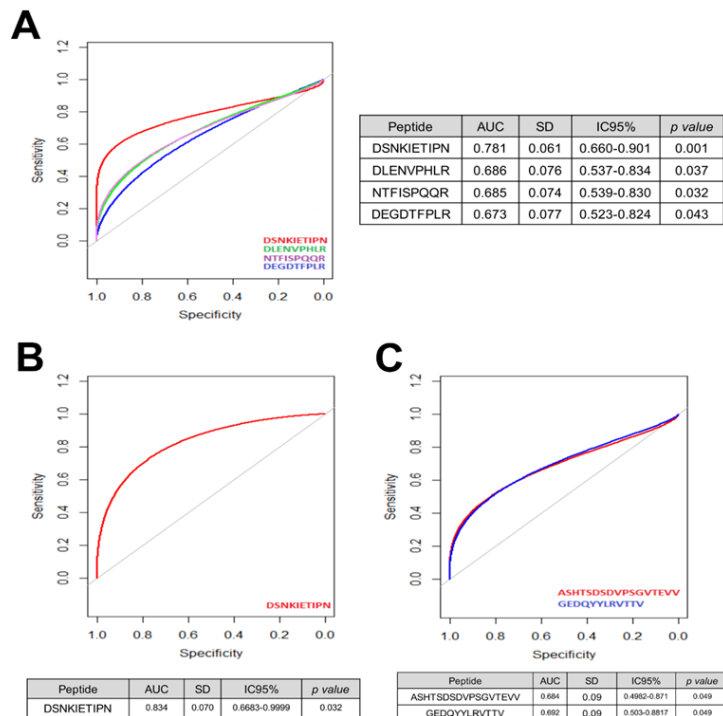 A
1.2
1.0
0.8
0.6
0.4
0.2
0.0
Sensitivity
1.0 0.8 0.6 0.4 0.2 0.0
Specificity
DSNKIETIPN
DLENVPHLR
NTFISPQQR
DEGDTFPLR
Peptide AUC SD IC95% p value
DSNKIETIPN 0.781 0.061 0.660-0.901 0.001
DLENVPHLR 0.686 0.076 0.537-0.834 0.037
NTFISPQQR 0.685 0.074 0.539-0.830 0.032
DEGDTFPLR 0.673 0.077 0.523-0.824 0.043
B
1.2
1.0
0.8
0.6
0.4
0.2
0.0
Sensitivity
1.0 0.8 0.6 0.4 0.2 0.0
Specificity
DSNKIETIPN
Peptide AUC SD IC95% p value
DSNKIETIPN 0.834 0.070 0.6683-0.9999 0.032
C
1.2
1.0
0.8
0.6
0.4
0.2
0.0
Sensitivity
1.0 0.8 0.6 0.4 0.2 0.0
Specificity
ASHTSDSDVPSGVTEVV
GEDQYYLRVTTV
Peptide AUC SD IC95% p value
ASHTSDSDVPSGVTEVV 0.684 0.09 0.4982-0.871 0.049
GEDQYYLRVTTV 0.692 0.09 0.503-0.8817 0.049